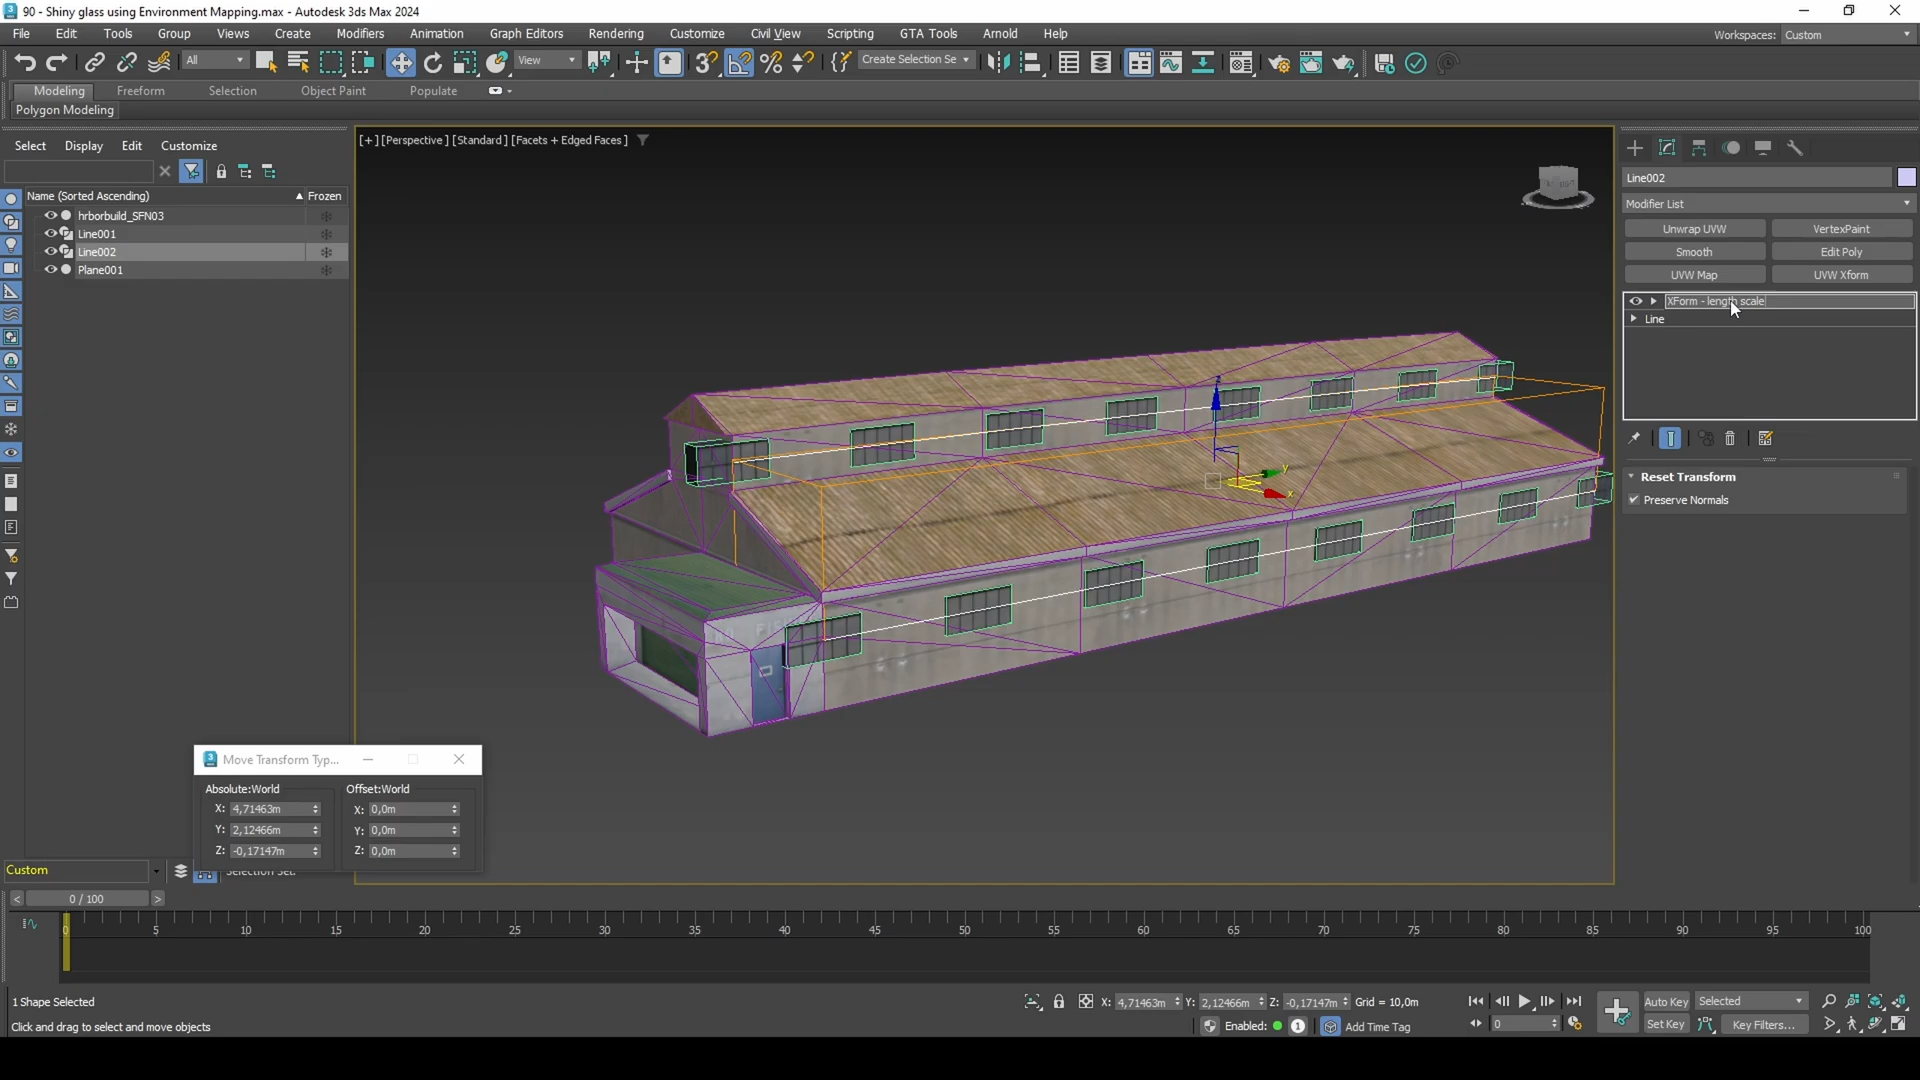 90 - Shiny glass using Environment Mapping.max - Autodesk 3ds Max 2024
File Edit Tools Group Views Create Modifiers Animation Graph Editors Rendering Customize Civil View Scripting GTA Tools Arnold Help
Workspaces: Custom
All View Create Selection Se
Modeling Freeform Selection Object Paint Populate
Polygon Modeling
Select Display Edit Customize
Name (Sorted Ascending) Frozen
hrborbuild_SFN03
Line001
Line002
Plane001
[+] [Perspective] [Standard] [Facets + Edged Faces]
Line002
Modifier List
Unwrap UVW VertexPaint
Smooth Edit Poly
UVW Map UVW Xform
XForm - length scale
Line
Reset Transform
Preserve Normals
z
y
x
Move Transform Typ...
Absolute:World Offset:World
X: 4,71463m X: 0,0m
Y: 2,12466m Y: 0,0m
Z: -0,17147m Z: 0,0m
Custom Selection Set:
< 0 / 100 >
0 5 10 15 20 25 30 35 40 45 50 55 60 65 70 75 80 85 90 95 100
1 Shape Selected X: 4,71463m Y: 2,12466m Z: -0,17147m Grid = 10,0m Auto Key Selected
Click and drag to select and move objects Enabled: 1 Add Time Tag 0 Set Key Key Filters...